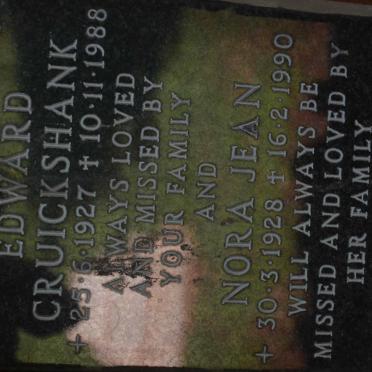 EDWARD
CRUICKSHANK
+ 25·6·1927 ✝ 10·11·1988
ALWAYS LOVED
AND MISSED BY
YOUR FAMILY
AND
NORA JEAN
+ 30·3·1928 ✝ 16·2·1990
WILL ALWAYS BE
MISSED AND LOVED BY
HER FAMILY